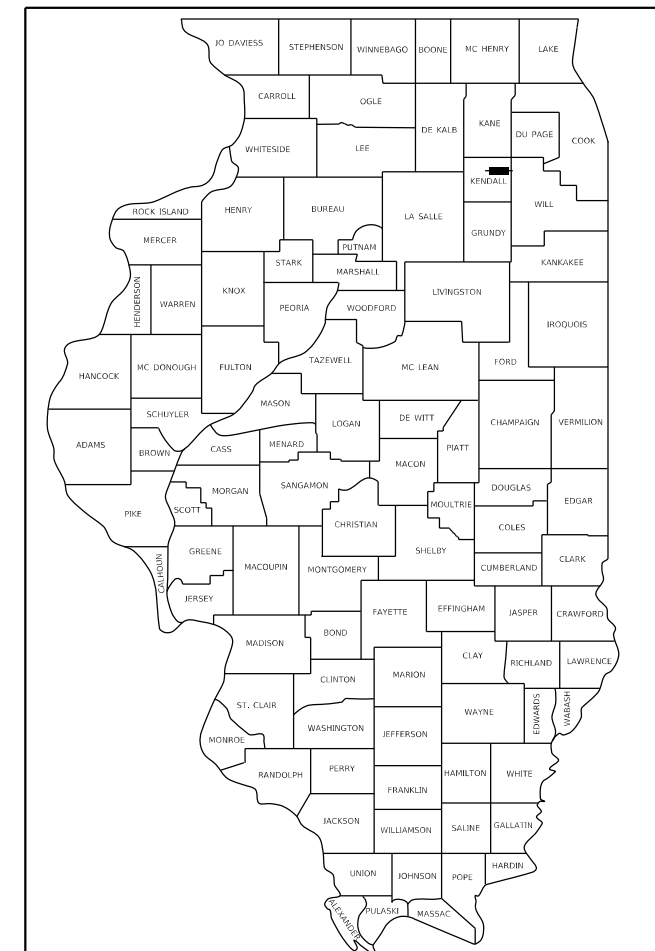 JO DAVIESS
STEPHENSON
WINNEBAGO
BOONE
MC HENRY
LAKE
CARROLL
OGLE
DE KALB
KANE
DU PAGE
COOK
WHITESIDE
LEE
KENDALL
WILL
ROCK ISLAND
HENRY
BUREAU
LA SALLE
GRUNDY
MERCER
PUTNAM
STARK
MARSHALL
KANKAKEE
HENDERSON
WARREN
KNOX
PEORIA
WOODFORD
LIVINGSTON
IROQUOIS
HANCOCK
MC DONOUGH
FULTON
TAZEWELL
MC LEAN
FORD
MASON
SCHUYLER
LOGAN
DE WITT
CHAMPAIGN
VERMILION
ADAMS
BROWN
CASS
MENARD
PIATT
MACON
MORGAN
SANGAMON
DOUGLAS
EDGAR
PIKE
SCOTT
CHRISTIAN
MOULTRIE
COLES
GREENE
SHELBY
CALHOUN
MACOUPIN
MONTGOMERY
CUMBERLAND
CLARK
JERSEY
FAYETTE
EFFINGHAM
JASPER
CRAWFORD
MADISON
BOND
CLAY
RICHLAND
LAWRENCE
CLINTON
MARION
ST. CLAIR
WAYNE
EDWARDS
WABASH
WASHINGTON
JEFFERSON
MONROE
RANDOLPH
PERRY
HAMILTON
WHITE
FRANKLIN
JACKSON
WILLIAMSON
SALINE
GALLATIN
UNION
JOHNSON
POPE
HARDIN
ALEXANDER
PULASKI
MASSAC